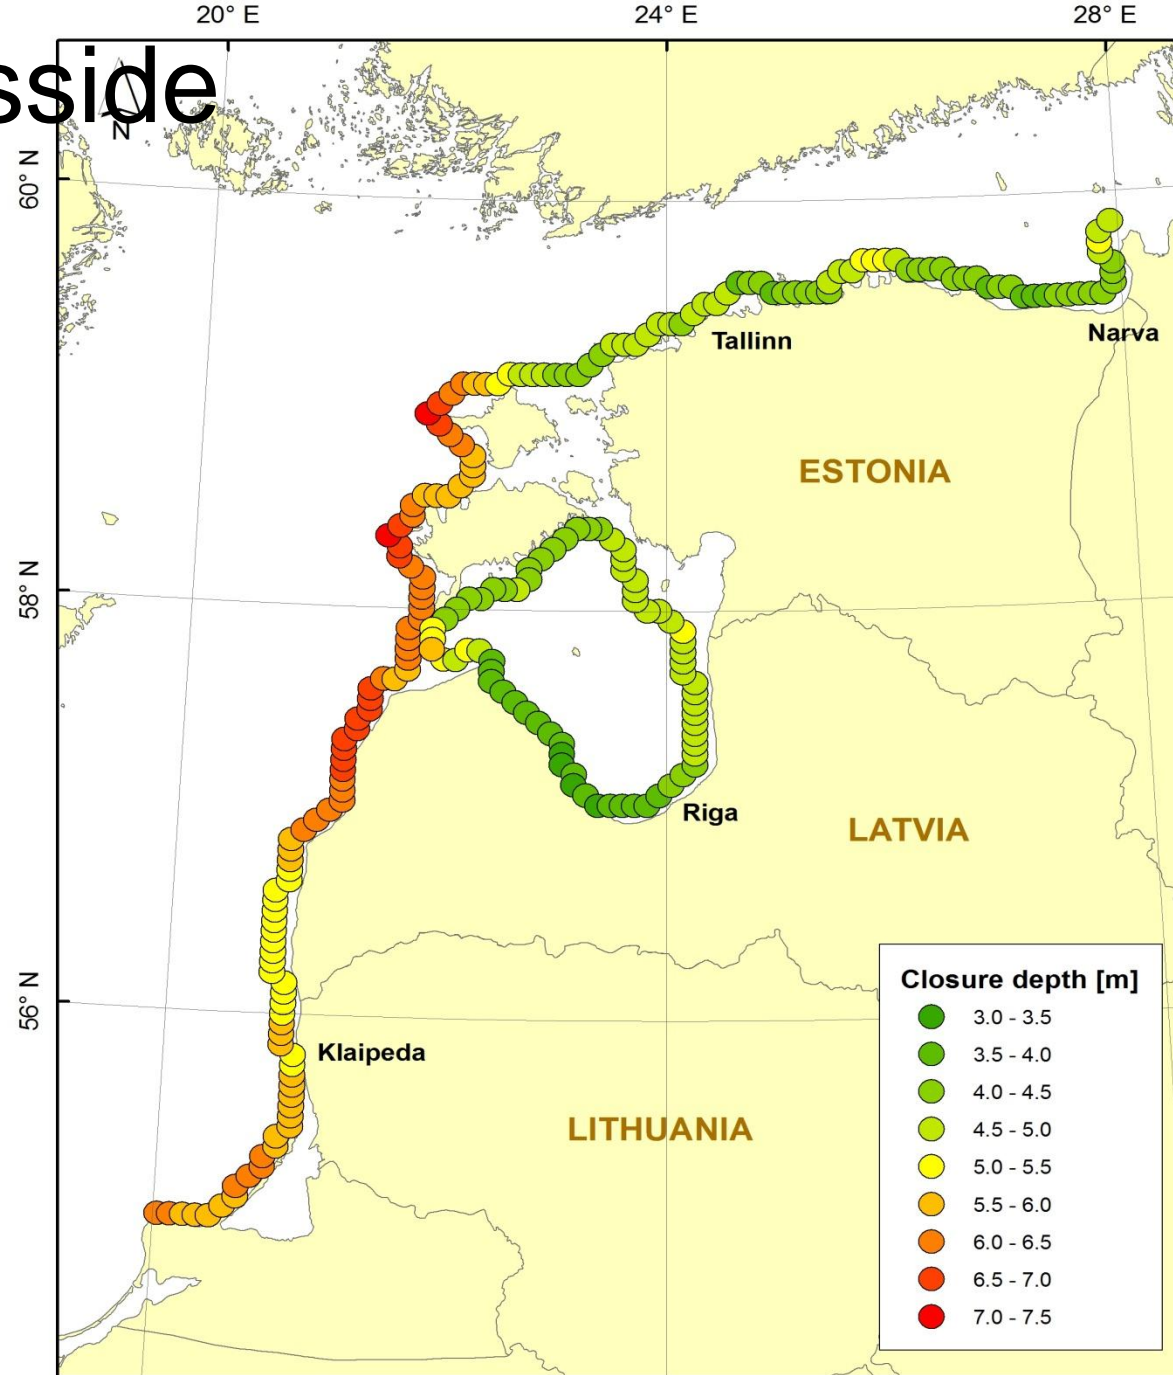 20° E
24° E
28° E
sside
N
60° N
Tallinn
Narva
ESTONIA
58° N
Riga
LATVIA
56° N
Klaipeda
LITHUANIA
Closure depth [m]
3.0 - 3.5
3.5 - 4.0
4.0 - 4.5
4.5 - 5.0
5.0 - 5.5
5.5 - 6.0
6.0 - 6.5
6.5 - 7.0
7.0 - 7.5